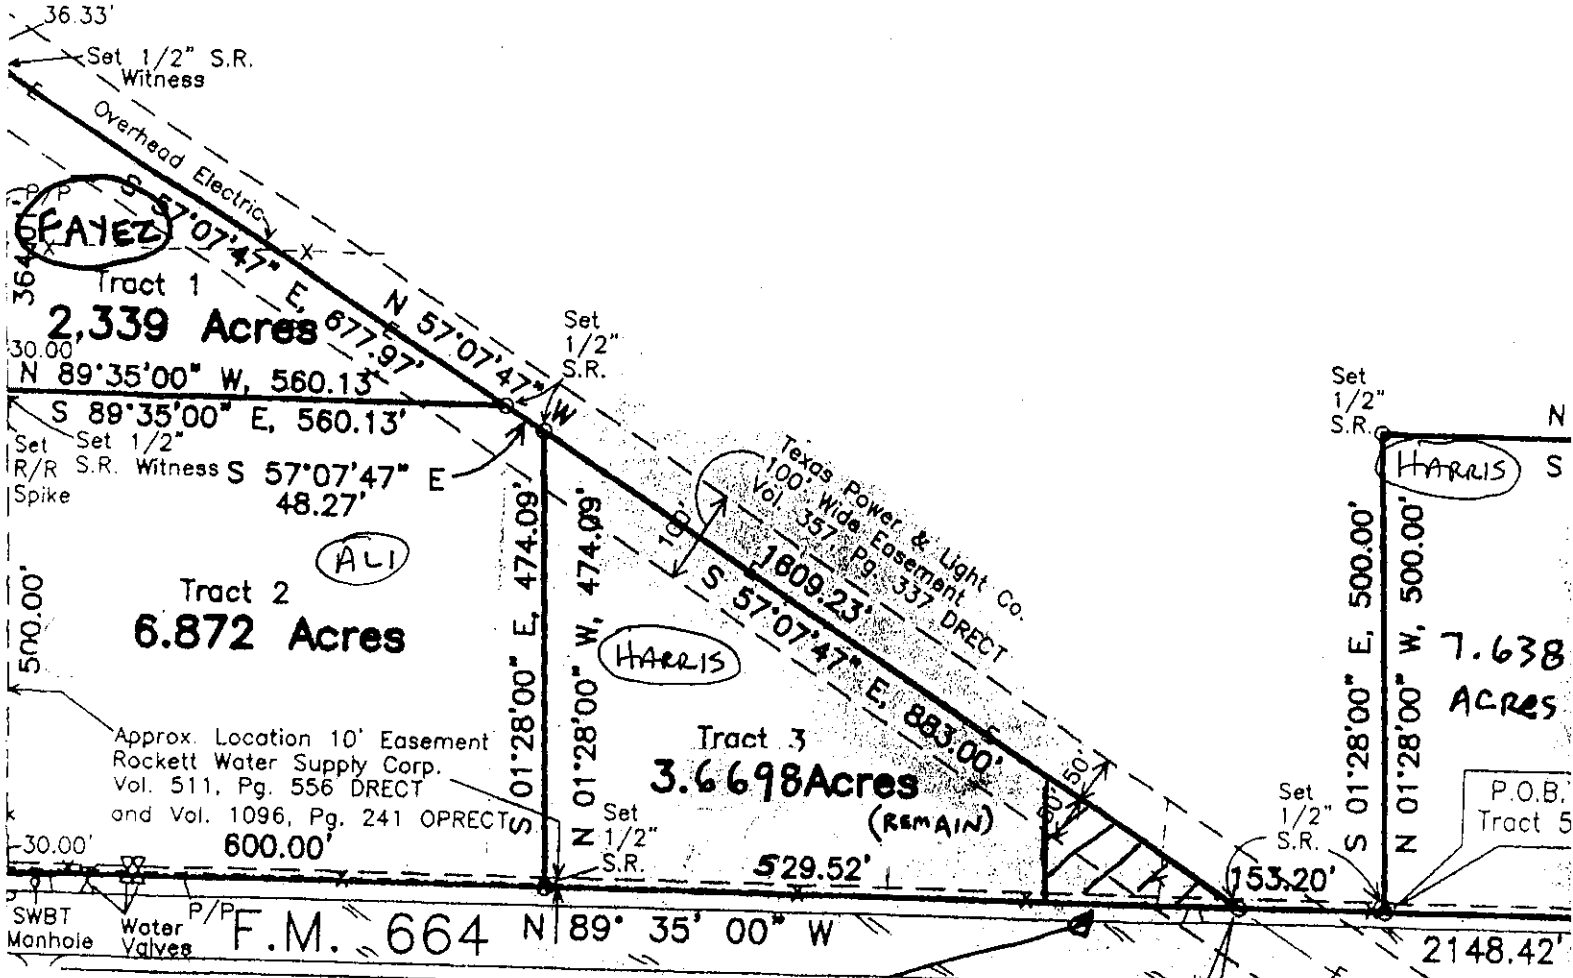 36.33'
Set 1/2" S.R.
Witness
E
Overhead Electric
P/P
FAYEZ
S 57°07'47" E, 677.97'
364.01'
X
X
Tract 1
2,339 Acres
E
N 57°07'47" W
30.00'
N 89°35'00" W, 560.13'
S 89°35'00" E, 560.13'
Set
1/2"
S.R.
Set
R/R
Spike
Set 1/2"
S.R. Witness
S 57°07'47" E
48.27'
ALI
Tract 2
6.872 Acres
500.00'
S 01°28'00" E, 474.09'
N 01°28'00" W, 474.09'
100'
Texas Power & Light Co.
100' Wide Easement
Vol. 357, Pg. 337 DRECT
1609.23'
E
S 57°07'47" E, 883.00'
E
HARRIS
Tract 3
3.6698 Acres
(REMAIN)
50'
50'
Approx. Location 10' Easement
Rockett Water Supply Corp.
Vol. 511, Pg. 556 DRECT
and Vol. 1096, Pg. 241 OPRECT
Set
1/2"
S.R.
30.00'
600.00'
529.52'
153.20'
Set
1/2"
S.R.
Set
1/2"
S.R.
N
S
HARRIS
S 01°28'00" E, 500.00'
N 01°28'00" W, 500.00'
7.638
ACRES
P.O.B.
Tract 5
SWBT
Manhole
Water
Valves
P/P
F.M. 664
N 89° 35' 00" W
2148.42'
E